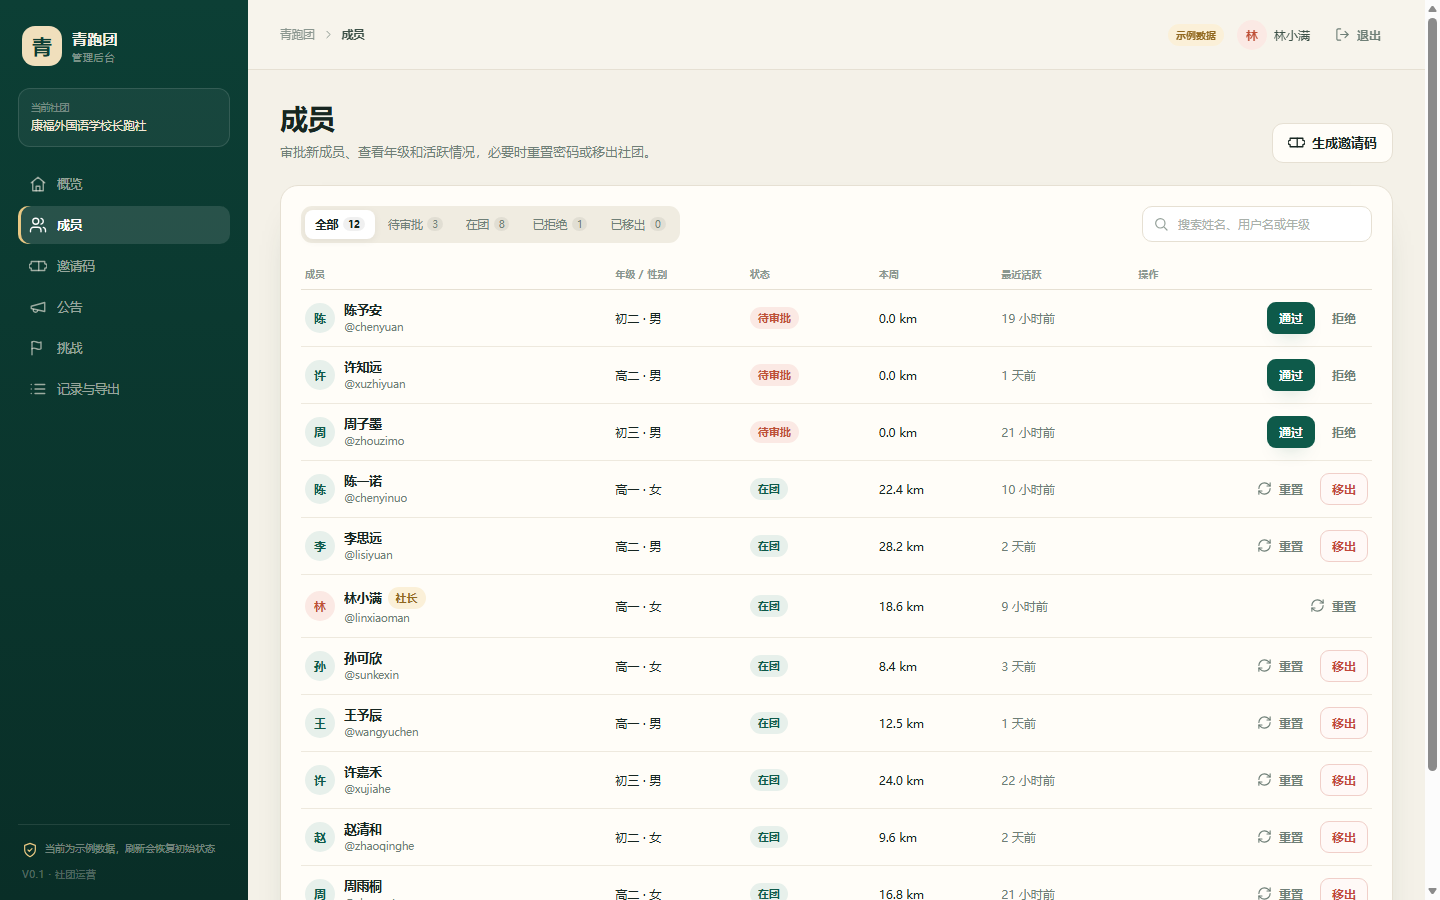 青
青跑团
管理后台
当前社团
康福外国语学校长跑社
概览
成员
邀请码
公告
挑战
记录与导出
当前为示例数据，刷新会恢复初始状态
V0.1 · 社团运营
青跑团 > 成员
示例数据
林 林小满
退出
成员
审批新成员、查看年级和活跃情况，必要时重置密码或移出社团。
生成邀请码
全部 12 待审批 3 在团 8 已拒绝 1 已移出 0
搜索姓名、用户名或年级
成员 年级 / 性别 状态 本周 最近活跃 操作
陈 陈予安 初二 · 男 待审批 0.0 km 19 小时前 通过 拒绝
@chenyuan
许 许知远 高二 · 男 待审批 0.0 km 1 天前 通过 拒绝
@xuzhiyuan
周 周子墨 初三 · 男 待审批 0.0 km 21 小时前 通过 拒绝
@zhouzimo
陈 陈一诺 高一 · 女 在团 22.4 km 10 小时前 重置 移出
@chenyinuo
李 李思远 高二 · 男 在团 28.2 km 2 天前 重置 移出
@lisiyuan
林 林小满 社长 高一 · 女 在团 18.6 km 9 小时前 重置
@linxiaoman
孙 孙可欣 高一 · 女 在团 8.4 km 3 天前 重置 移出
@sunkexin
王 王予辰 高一 · 男 在团 12.5 km 1 天前 重置 移出
@wangyuchen
许 许嘉禾 初三 · 男 在团 24.0 km 22 小时前 重置 移出
@xujiahe
赵 赵清和 初二 · 女 在团 9.6 km 2 天前 重置 移出
@zhaoqinghe
周 周雨桐 高二 · 女 在团 16.8 km 21 小时前 重置 移出